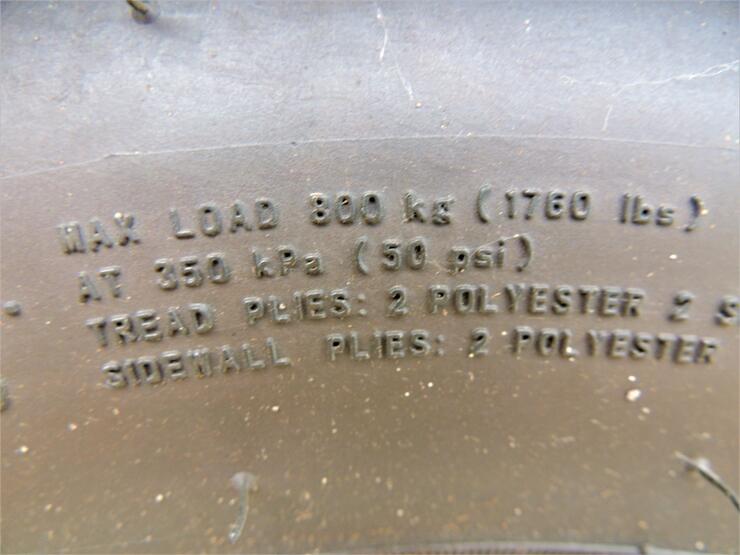 MAX LOAD 800 kg (1760 lbs)
AT 350 kPa (50 psi)
TREAD PLIES: 2 POLYESTER 2 S
SIDEWALL PLIES: 2 POLYESTER